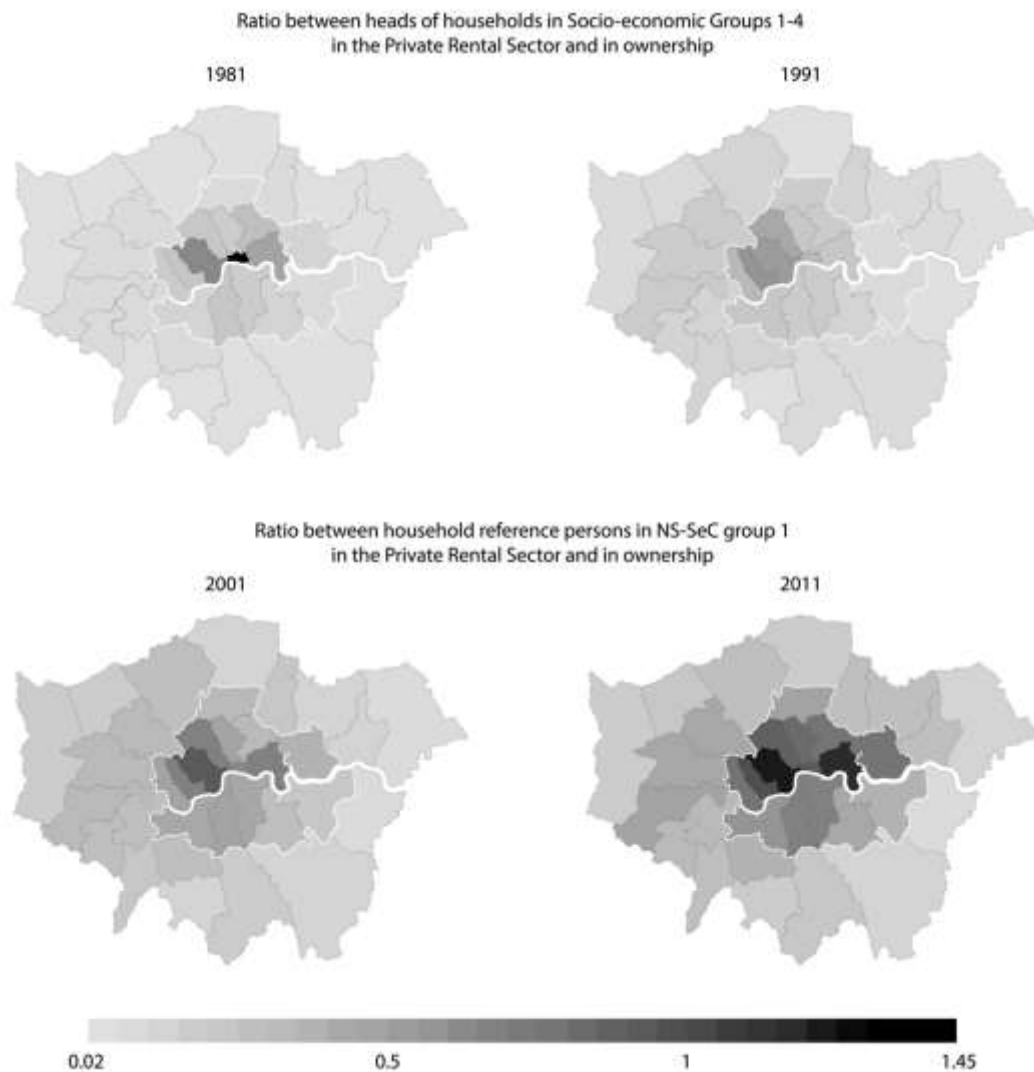 Ratio between heads of households in Socio-economic Groups 1-4
in the Private Rental Sector and in ownership
1981
1991
Ratio between household reference persons in NS-SeC group 1
in the Private Rental Sector and in ownership
2001
2011
0.02
0.5
1
1.45